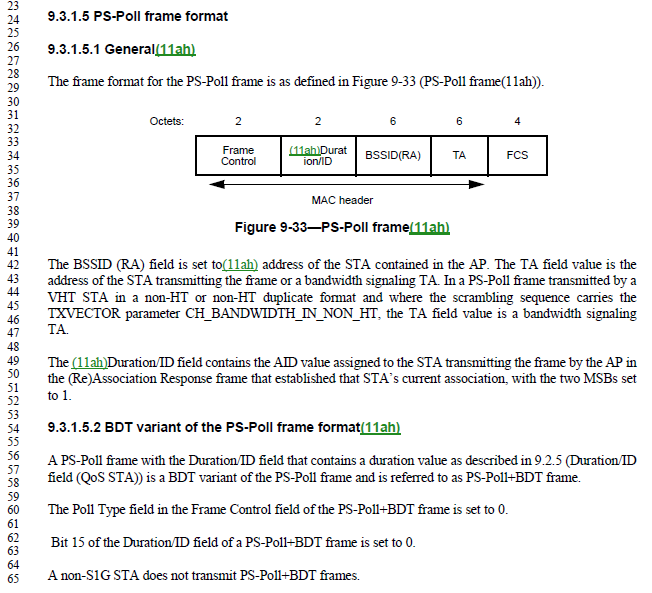 23
24 9.3.1.5 PS-Poll frame format
25
26 9.3.1.5.1 General(11ah)
27
28 The frame format for the PS-Poll frame is as defined in Figure 9-33 (PS-Poll frame(11ah)).
29
30
31 Octets: 2 2 6 6 4
32
33
34 Frame Control (11ah)Duration/ID BSSID(RA) TA FCS
35
36
37 MAC header
38
39 Figure 9-33—PS-Poll frame(11ah)
40
41
42 The BSSID (RA) field is set to(11ah) address of the STA contained in the AP. The TA field value is the
43 address of the STA transmitting the frame or a bandwidth signaling TA. In a PS-Poll frame transmitted by a
44 VHT STA in a non-HT or non-HT duplicate format and where the scrambling sequence carries the
45
46 TXVECTOR parameter CH_BANDWIDTH_IN_NON_HT, the TA field value is a bandwidth signaling
47 TA.
48
49 The (11ah)Duration/ID field contains the AID value assigned to the STA transmitting the frame by the AP in
50 the (Re)Association Response frame that established that STA's current association, with the two MSBs set
51 to 1.
52
53
54 9.3.1.5.2 BDT variant of the PS-Poll frame format(11ah)
55
56 A PS-Poll frame with the Duration/ID field that contains a duration value as described in 9.2.5 (Duration/ID
57
58 field (QoS STA)) is a BDT variant of the PS-Poll frame and is referred to as PS-Poll+BDT frame.
59
60 The Poll Type field in the Frame Control field of the PS-Poll+BDT frame is set to 0.
61
62 Bit 15 of the Duration/ID field of a PS-Poll+BDT frame is set to 0.
63
64
65 A non-S1G STA does not transmit PS-Poll+BDT frames.